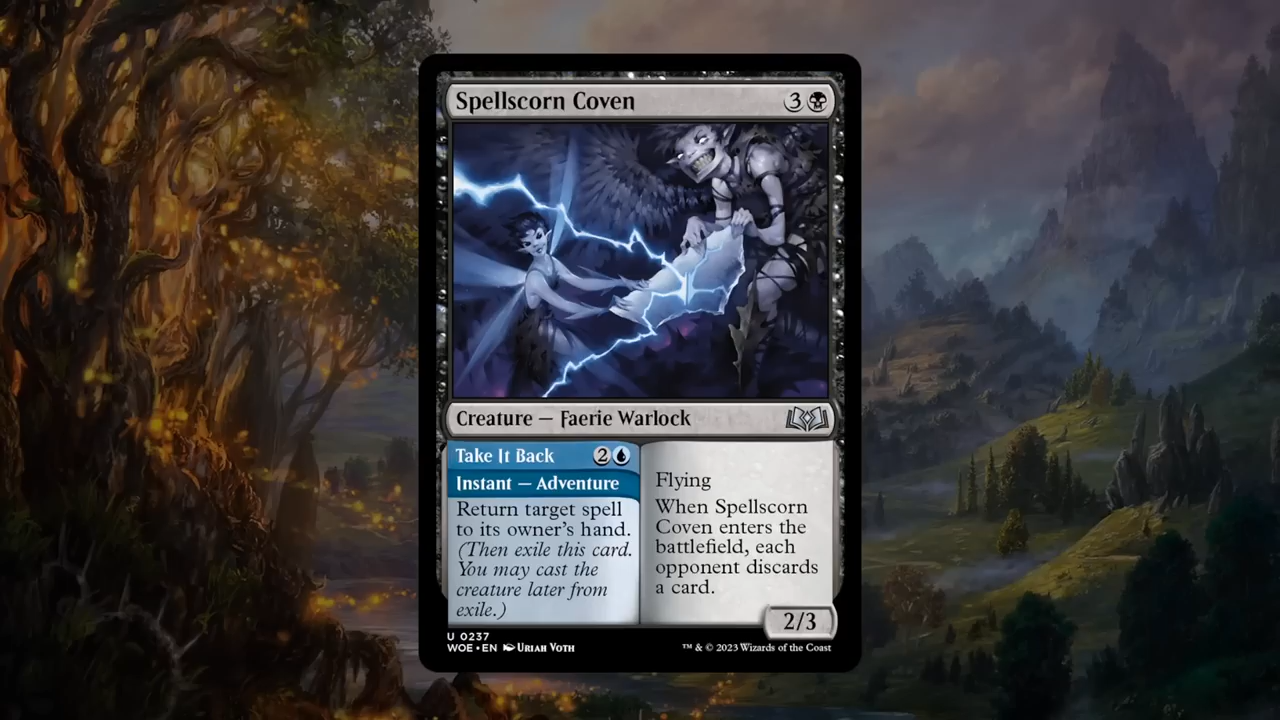 Spellscorn Coven 3
Creature — Faerie Warlock
Take It Back 2
Instant — Adventure
Return target spell
to its owner's hand.
(Then exile this card.
You may cast the
creature later from
exile.)
Flying
When Spellscorn
Coven enters the
battlefield, each
opponent discards
a card.
2/3
U 0237
WOE • EN Uriah Voth
™ & © 2023 Wizards of the Coast